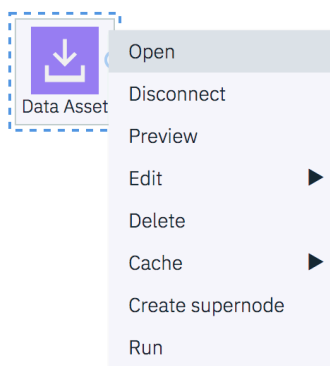 Data Asset
Open
Disconnect
Preview
Edit
Delete
Cache
Create supernode
Run